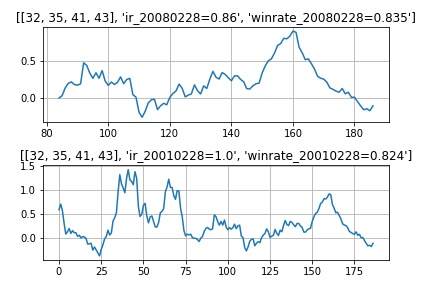 [[32, 35, 41, 43], 'ir_20080228=0.86', 'winrate_20080228=0.835']
0.5
0.0
80 100 120 140 160 180
[[32, 35, 41, 43], 'ir_20010228=1.0', 'winrate_20010228=0.824']
1.5
1.0
0.5
0.0
0 25 50 75 100 125 150 175